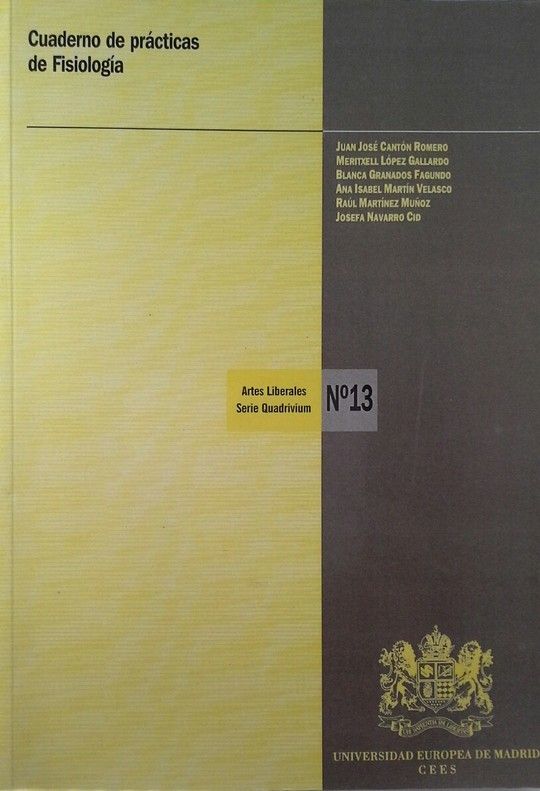 Cuaderno de prácticas
de Fisiología
JUAN JOSÉ CANTÓN ROMERO
MERITXELL LÓPEZ GALLARDO
BLANCA GRANADOS FAGUNDO
ANA ISABEL MARTÍN VELASCO
RAÚL MARTÍNEZ MUÑOZ
JOSEFA NAVARRO CID
Artes Liberales
Serie Quadrivium
Nº13
UNIVERSIDAD EUROPEA DE MADRID
CEES